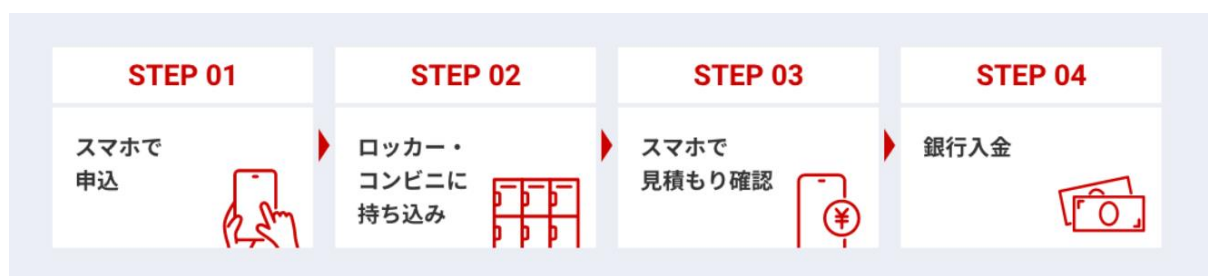 STEP 01
スマホで
申込
STEP 02
ロッカー・
コンビニに
持ち込み
STEP 03
スマホで
見積もり確認
¥
STEP 04
銀行入金